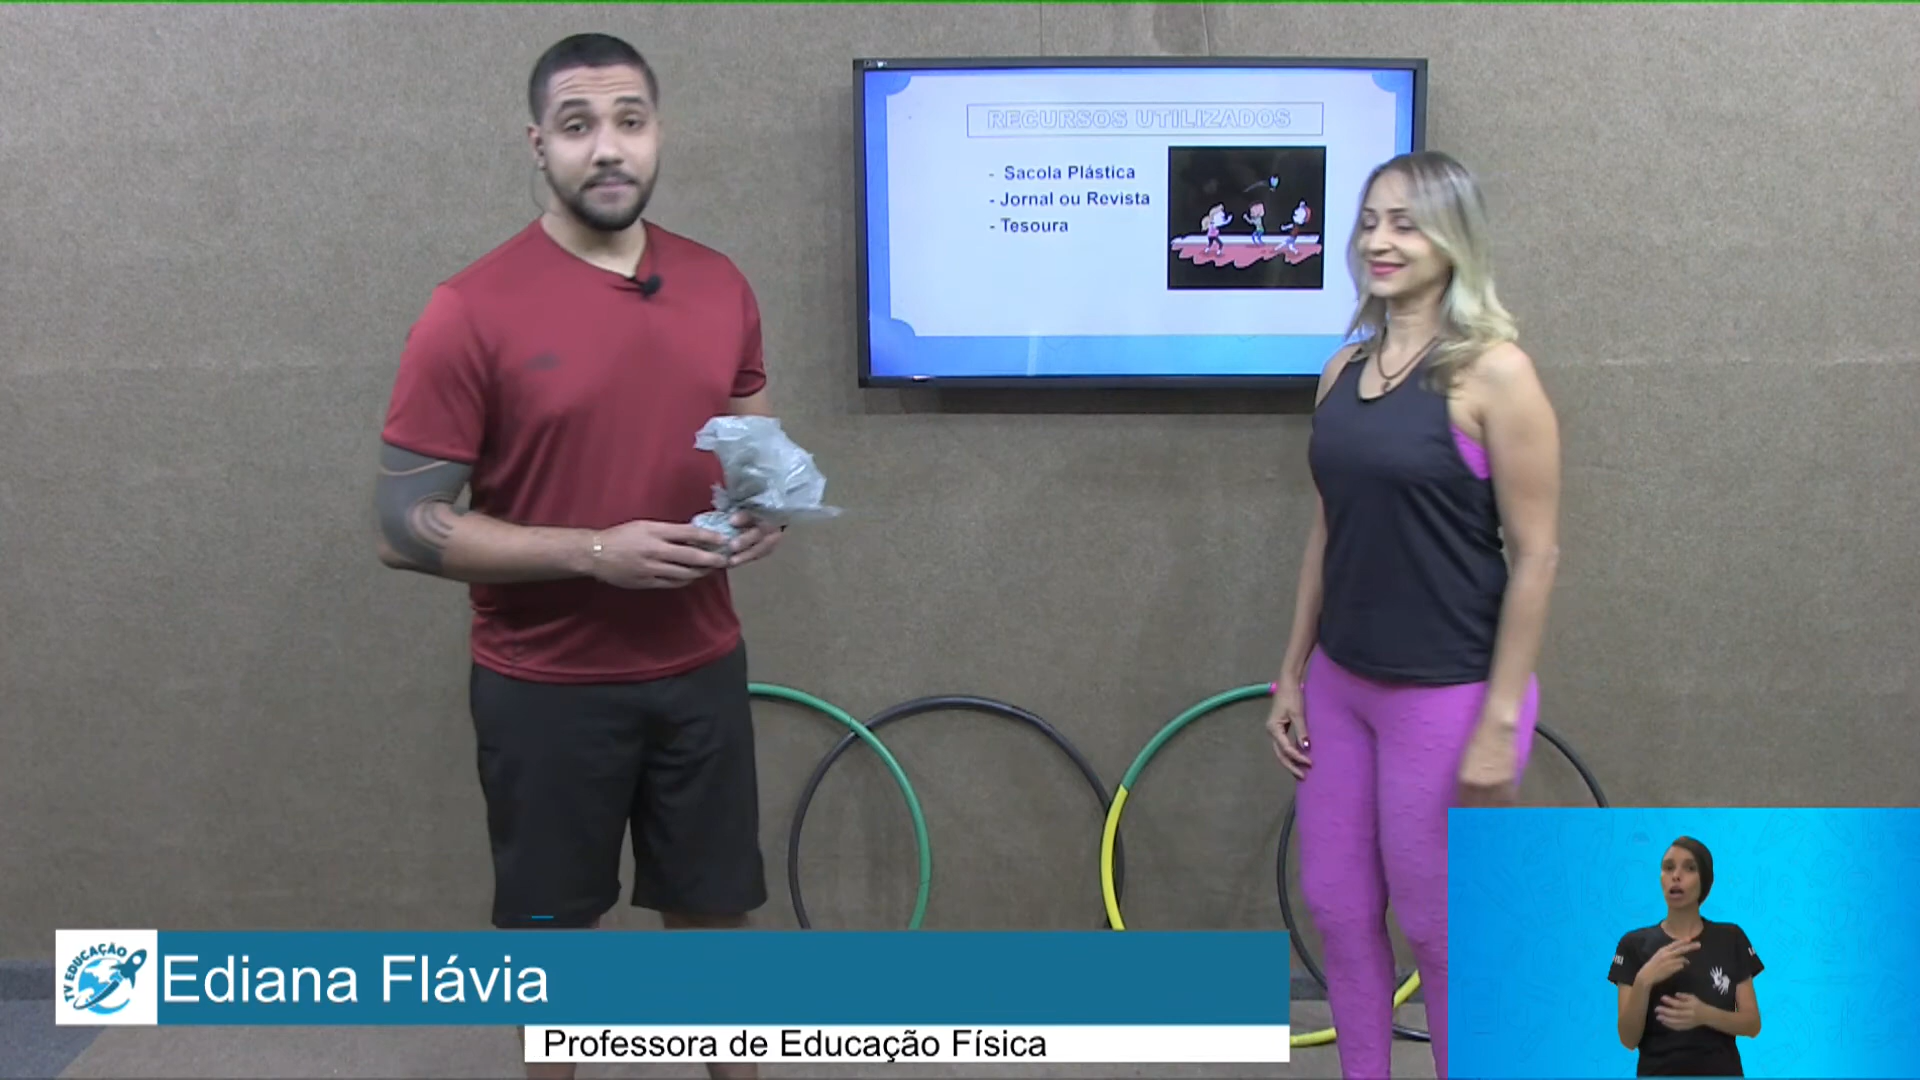 RECURSOS UTILIZADOS
- Sacola Plástica
- Jornal ou Revista
- Tesoura
TV EDUCAÇÃO
Ediana Flávia
Professora de Educação Física